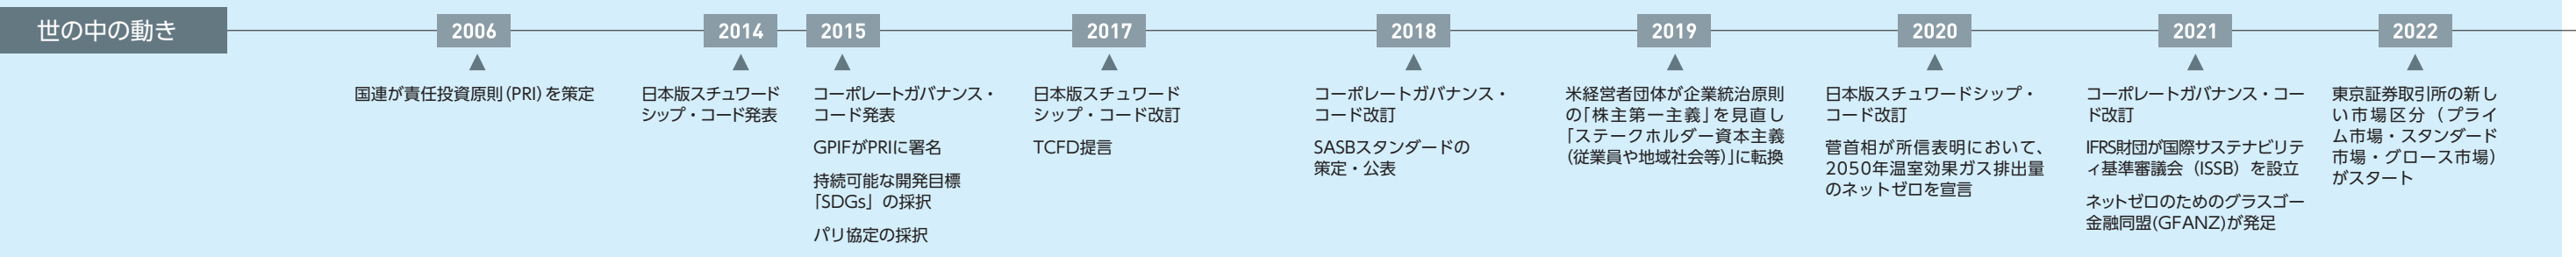 世の中の動き
2006
国連が責任投資原則(PRI)を策定
2014
日本版スチュワード
シップ・コード発表
2015
コーポレートガバナンス・
コード発表
GPIFがPRIに署名
持続可能な開発目標
「SDGs」の採択
パリ協定の採択
2017
日本版スチュワード
シップ・コード改訂
TCFD提言
2018
コーポレートガバナンス・
コード改訂
SASBスタンダードの
策定・公表
2019
米経営者団体が企業統治原則
の「株主第一主義」を見直し
「ステークホルダー資本主義
(従業員や地域社会等)」に転換
2020
日本版スチュワードシップ・
コード改訂
菅首相が所信表明において、
2050年温室効果ガス排出量
のネットゼロを宣言
2021
コーポレートガバナンス・コー
ド改訂
IFRS財団が国際サステナビリテ
ィ基準審議会（ISSB）を設立
ネットゼロのためのグラスゴー
金融同盟(GFANZ)が発足
2022
東京証券取引所の新し
い市場区分（プライ
ム市場・スタンダード
市場・グロース市場）
がスタート